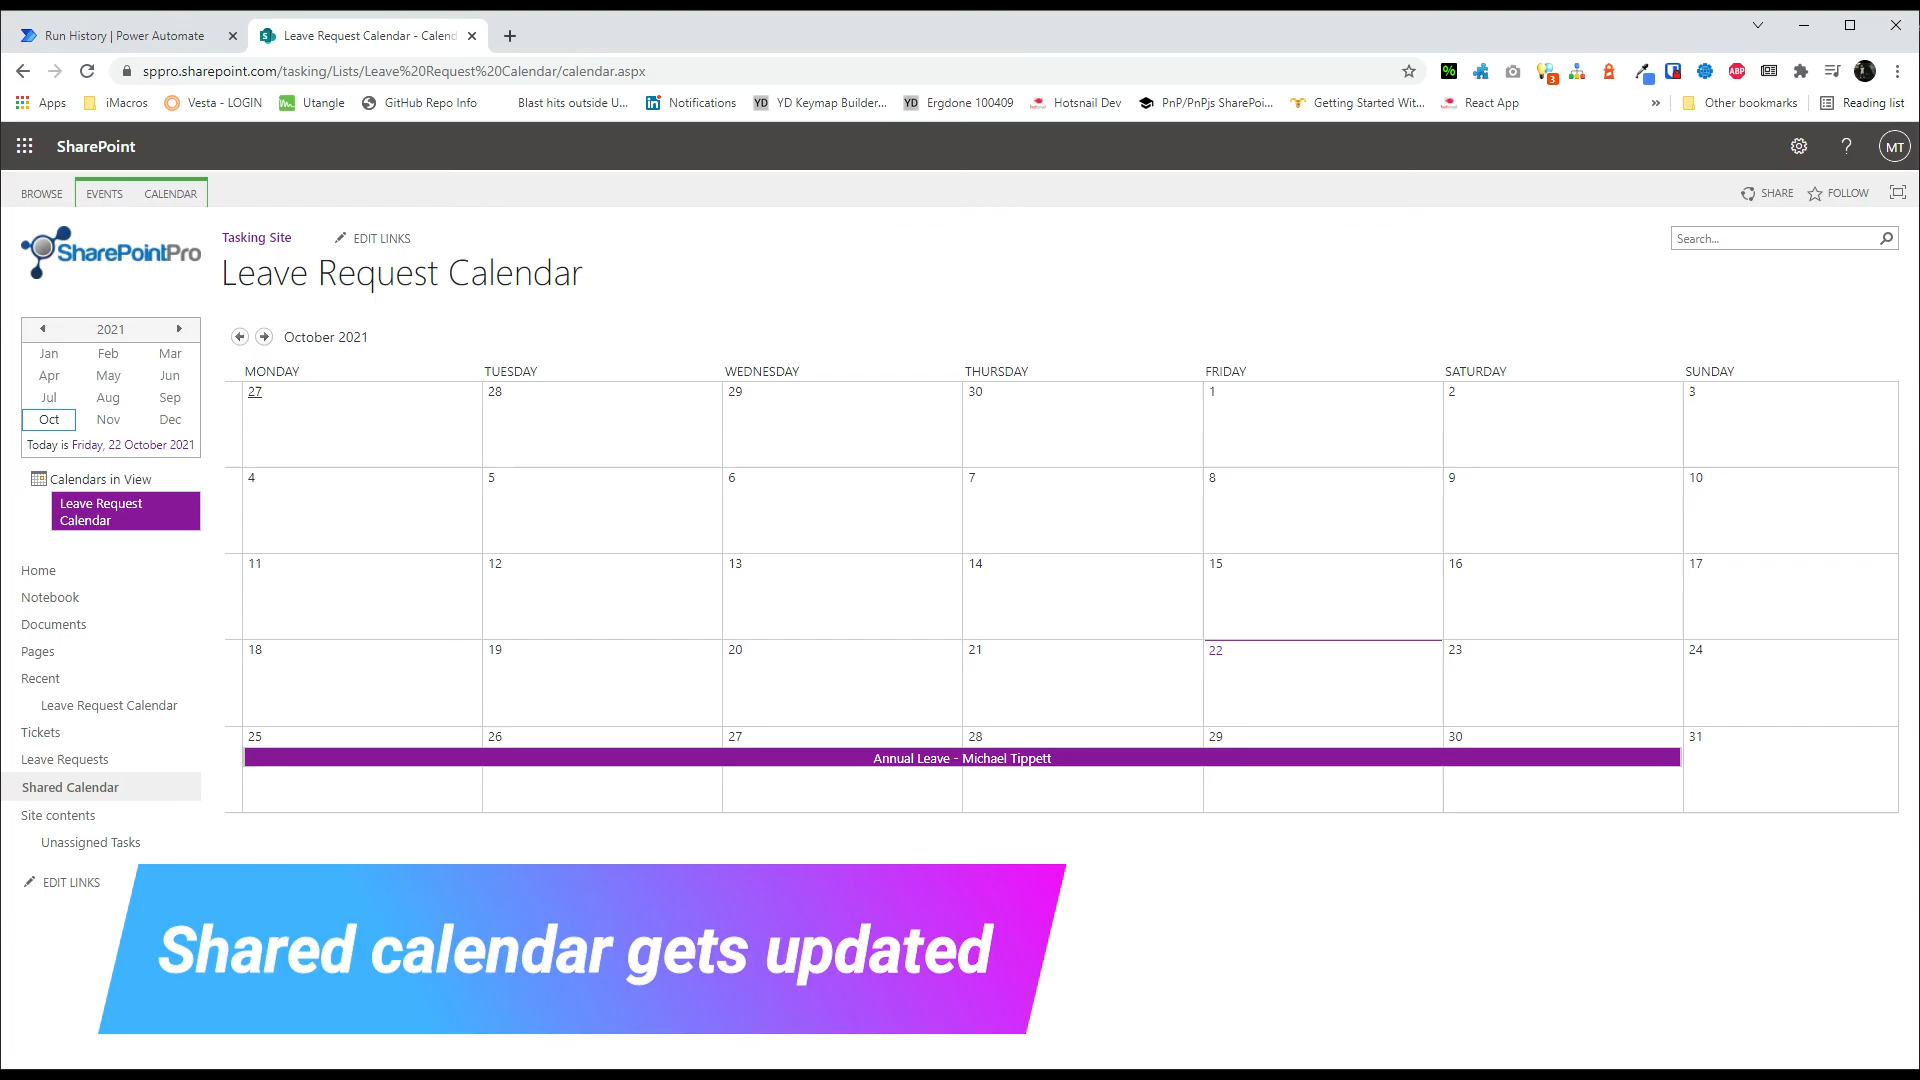 Run History | Power Automate
Leave Request Calendar - Calend
sppro.sharepoint.com/tasking/Lists/Leave%20Request%20Calendar/calendar.aspx
%
3
ABP
Apps
iMacros
Vesta - LOGIN
Utangle
GitHub Repo Info
Blast hits outside U...
Notifications
YD YD Keymap Builder...
YD Ergdone 100409
Hotsnail Dev
PnP/PnPjs SharePoi...
Getting Started Wit...
React App
»
Other bookmarks
Reading list
SharePoint
?
MT
BROWSE EVENTS CALENDAR
SHARE FOLLOW
SharePointPro
Tasking Site
EDIT LINKS
Search...
Leave Request Calendar
2021
Jan Feb Mar
Apr May Jun
Jul Aug Sep
Oct Nov Dec
Today is Friday, 22 October 2021
Calendars in View
Leave Request
Calendar
Home
Notebook
Documents
Pages
Recent
Leave Request Calendar
Tickets
Leave Requests
Shared Calendar
Site contents
Unassigned Tasks
EDIT LINKS
October 2021
MONDAY TUESDAY WEDNESDAY THURSDAY FRIDAY SATURDAY SUNDAY
27 28 29 30 1 2 3
4 5 6 7 8 9 10
11 12 13 14 15 16 17
18 19 20 21 22 23 24
25 26 27 28 29 30 31
Annual Leave - Michael Tippett
Shared calendar gets updated